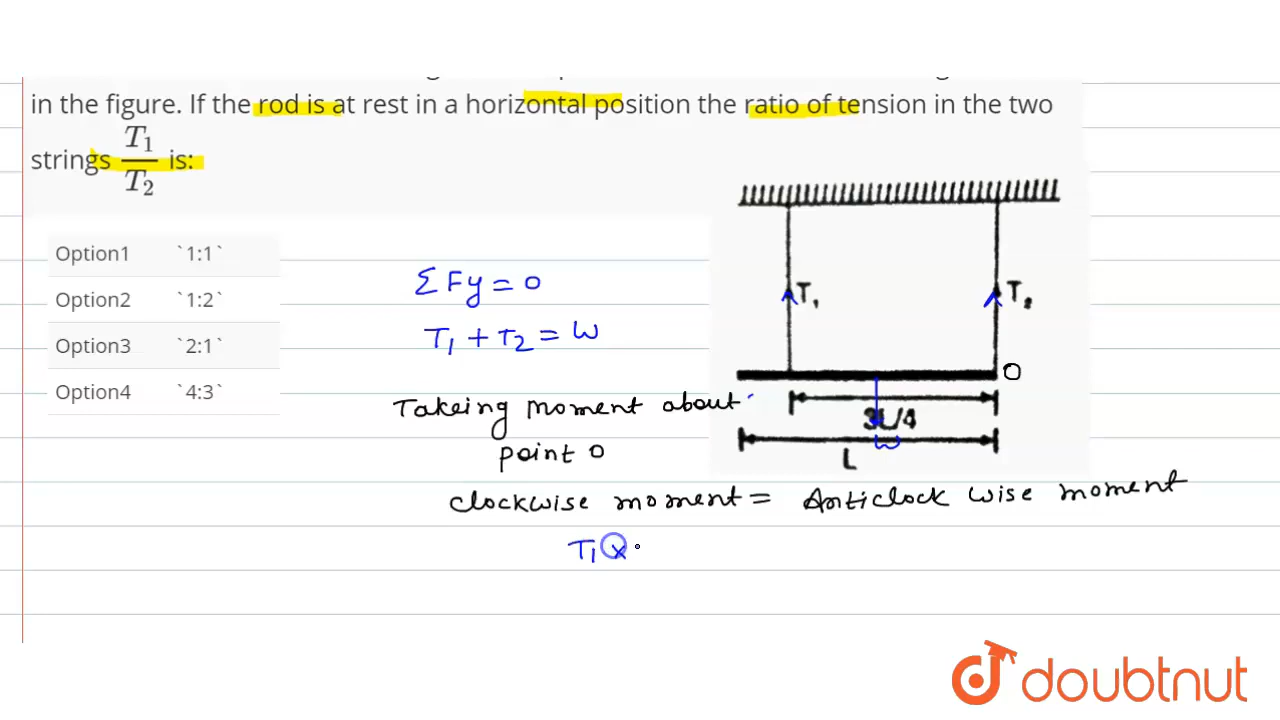 in the figure. If the rod is at rest in a horizontal position the ratio of tension in the two
strings T₁/T₂ is:
Option1 `1:1`
Option2 `1:2`
Option3 `2:1`
Option4 `4:3`
ΣFy = 0
T₁ + T₂ = W
Takeing moment about
point O
clockwise moment = Anticlock wise moment
T₁ ×
T₁
T₂
O
3L/4
W
L
doubtnut